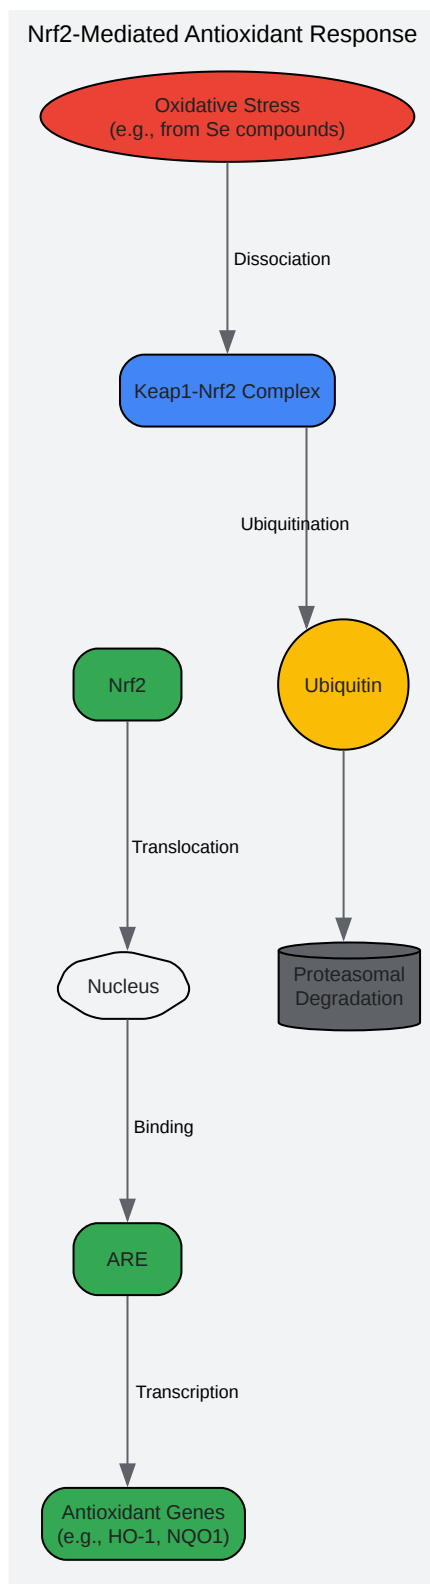 Nrf2-Mediated Antioxidant Response
Oxidative Stress
(e.g., from Se compounds)
Dissociation
Keap1-Nrf2 Complex
Ubiquitination
Nrf2
Ubiquitin
Translocation
Nucleus
Proteasomal
Degradation
Binding
ARE
Transcription
Antioxidant Genes
(e.g., HO-1, NQO1)